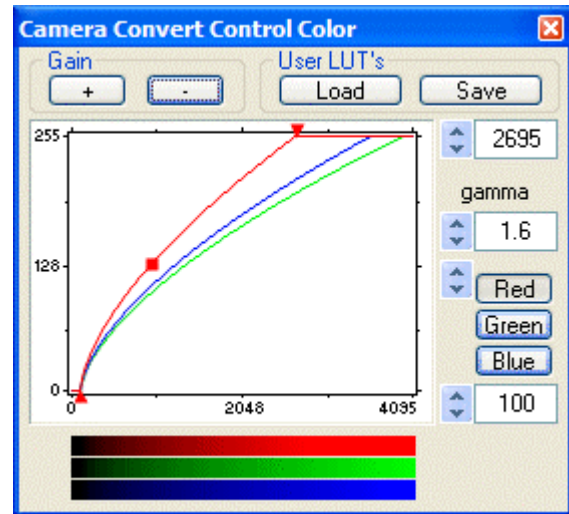 Camera Convert Control Color
Gain
User LUT's
+ -
Load Save
255
2695
gamma
1.6
128
Red
Green
Blue
0
100
0 2048 4095